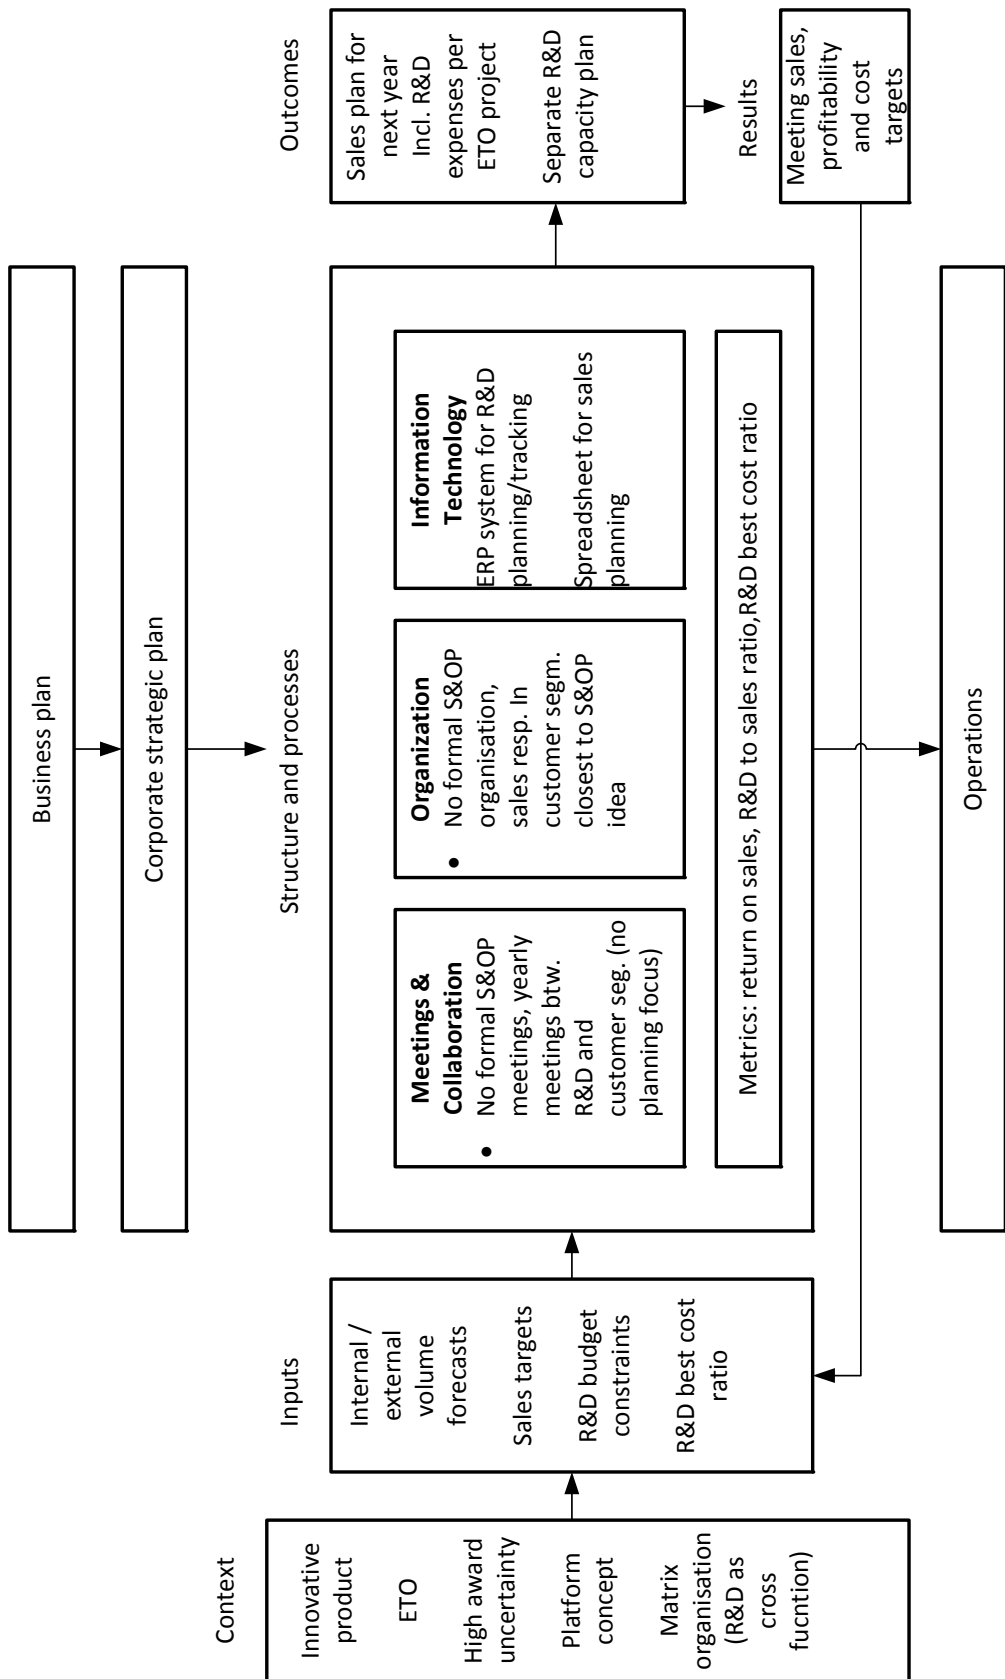 Business plan
Corporate strategic plan
Context
Innovative
product
ETO
High award
uncertainty
Platform
concept
Matrix
organisation
(R&D as
cross
fucntion)
Inputs
Internal /
external
volume
forecasts
Sales targets
R&D budget
constraints
R&D best cost
ratio
Structure and processes
Meetings &
Collaboration
• No formal S&OP
meetings, yearly
meetings btw.
R&D and
customer seg. (no
planning focus)
Organization
• No formal S&OP
organisation,
sales resp. In
customer segm.
closest to S&OP
idea
Information
Technology
ERP system for R&D
planning/tracking
Spreadsheet for sales
planning
Metrics: return on sales, R&D to sales ratio,R&D best cost ratio
Outcomes
Sales plan for
next year
Incl. R&D
expenses per
ETO project
Separate R&D
capacity plan
Results
Meeting sales,
profitability
and cost
targets
Operations